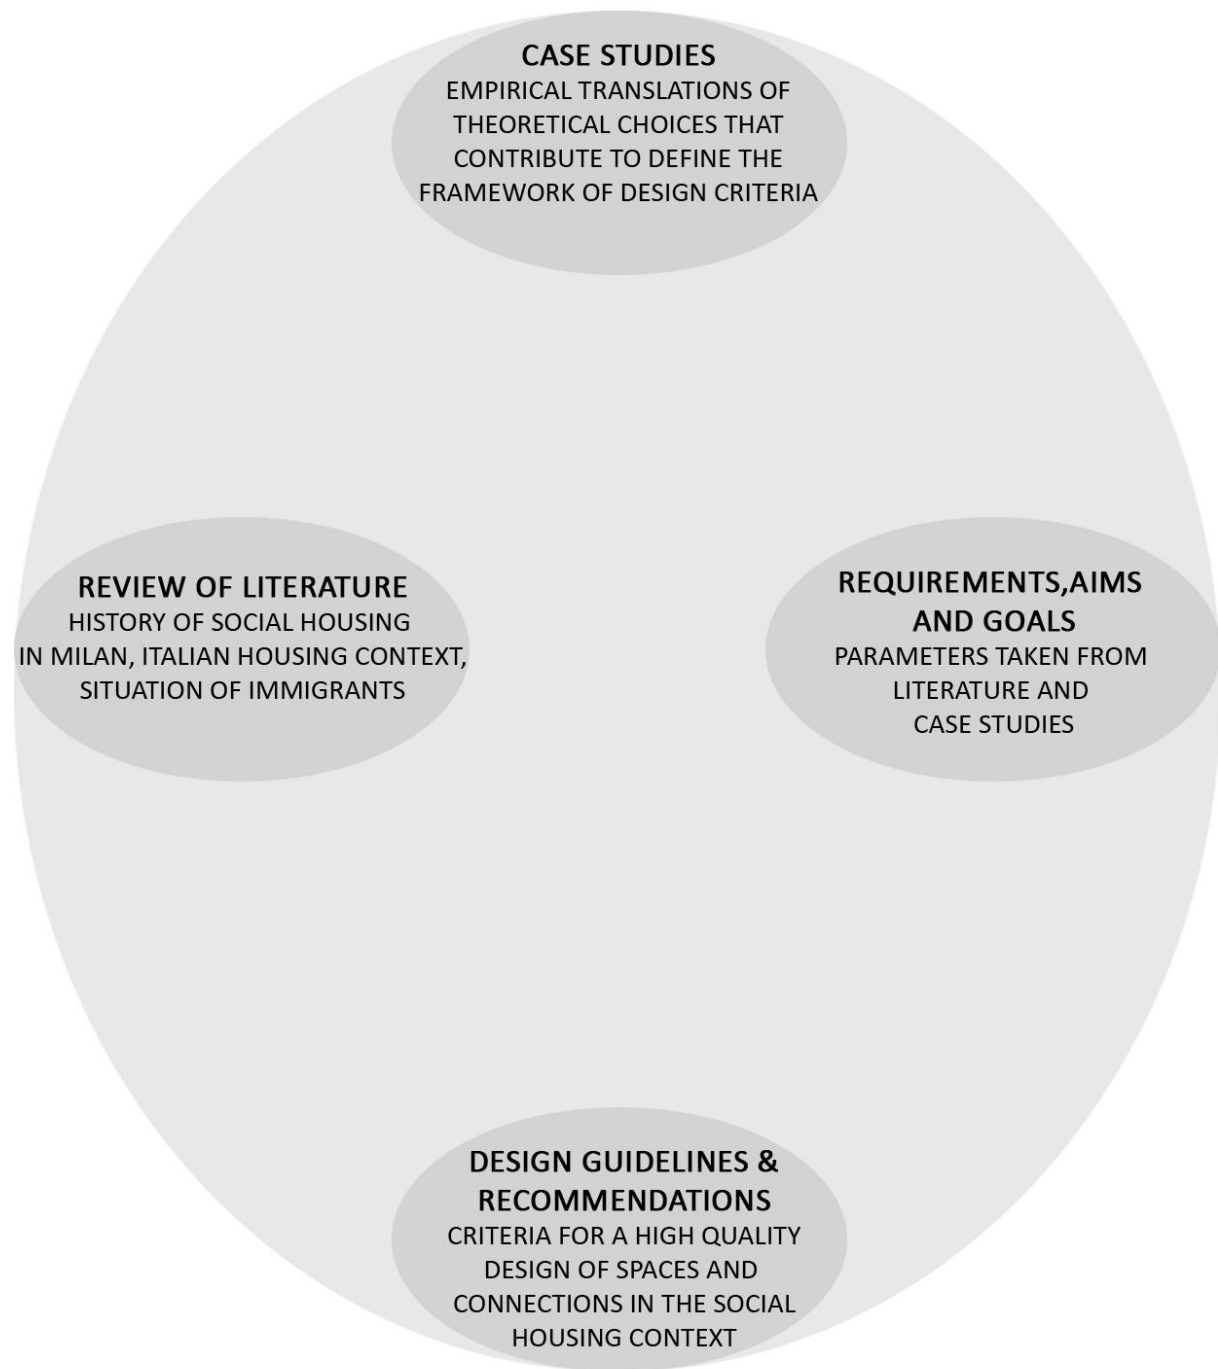 CASE STUDIES
EMPIRICAL TRANSLATIONS OF
THEORETICAL CHOICES THAT
CONTRIBUTE TO DEFINE THE
FRAMEWORK OF DESIGN CRITERIA
REVIEW OF LITERATURE
HISTORY OF SOCIAL HOUSING
IN MILAN, ITALIAN HOUSING CONTEXT,
SITUATION OF IMMIGRANTS
REQUIREMENTS,AIMS
AND GOALS
PARAMETERS TAKEN FROM
LITERATURE AND
CASE STUDIES
DESIGN GUIDELINES &
RECOMMENDATIONS
CRITERIA FOR A HIGH QUALITY
DESIGN OF SPACES AND
CONNECTIONS IN THE SOCIAL
HOUSING CONTEXT